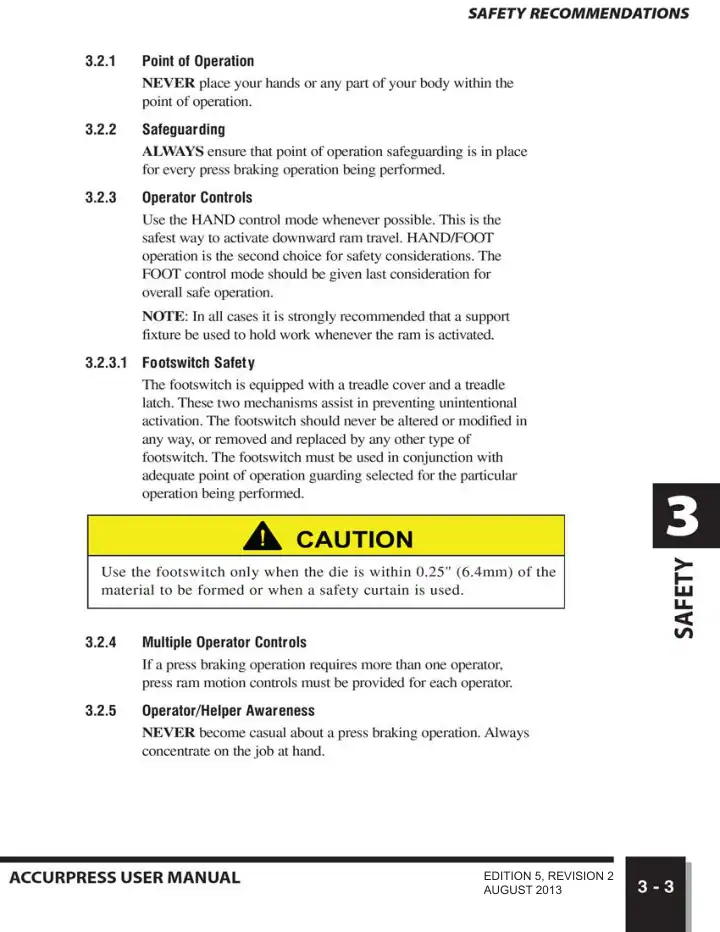 SAFETY RECOMMENDATIONS
3.2.1 Point of Operation
NEVER place your hands or any part of your body within the
point of operation.
3.2.2 Safeguarding
ALWAYS ensure that point of operation safeguarding is in place
for every press braking operation being performed.
3.2.3 Operator Controls
Use the HAND control mode whenever possible. This is the
safest way to activate downward ram travel. HAND/FOOT
operation is the second choice for safety considerations. The
FOOT control mode should be given last consideration for
overall safe operation.
NOTE: In all cases it is strongly recommended that a support
fixture be used to hold work whenever the ram is activated.
3.2.3.1 Footswitch Safety
The footswitch is equipped with a treadle cover and a treadle
latch. These two mechanisms assist in preventing unintentional
activation. The footswitch should never be altered or modified in
any way, or removed and replaced by any other type of
footswitch. The footswitch must be used in conjunction with
adequate point of operation guarding selected for the particular
operation being performed.
! CAUTION
Use the footswitch only when the die is within 0.25" (6.4mm) of the
material to be formed or when a safety curtain is used.
3.2.4 Multiple Operator Controls
If a press braking operation requires more than one operator,
press ram motion controls must be provided for each operator.
3.2.5 Operator/Helper Awareness
NEVER become casual about a press braking operation. Always
concentrate on the job at hand.
3
SAFETY
ACCURPRESS USER MANUAL
EDITION 5, REVISION 2
AUGUST 2013
3 - 3